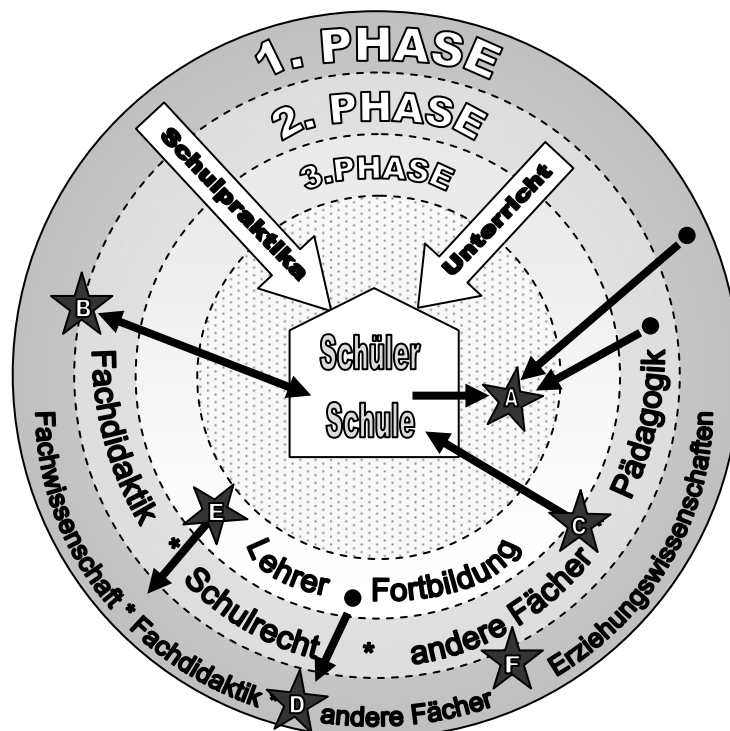 1. PHASE
2. PHASE
3.PHASE
Schulpraktika
Unterricht
Schüler
Schule
A
B
C
E
D
F
Lehrer Fortbildung
Fachdidaktik * Schulrecht * andere Fächer * Pädagogik
Fachwissenschaft * Fachdidaktik * andere Fächer Erziehungswissenschaften